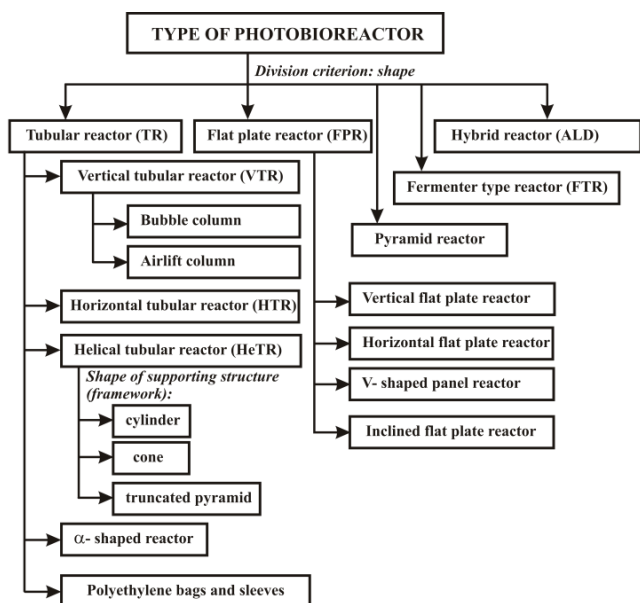 TYPE OF PHOTOBIOREACTOR
Division criterion: shape
Tubular reactor (TR)
Flat plate reactor (FPR)
Hybrid reactor (ALD)
Vertical tubular reactor (VTR)
Fermenter type reactor (FTR)
Bubble column
Pyramid reactor
Airlift column
Horizontal tubular reactor (HTR)
Vertical flat plate reactor
Helical tubular reactor (HeTR)
Horizontal flat plate reactor
Shape of supporting structure
(framework):
V- shaped panel reactor
cylinder
Inclined flat plate reactor
cone
truncated pyramid
α- shaped reactor
Polyethylene bags and sleeves